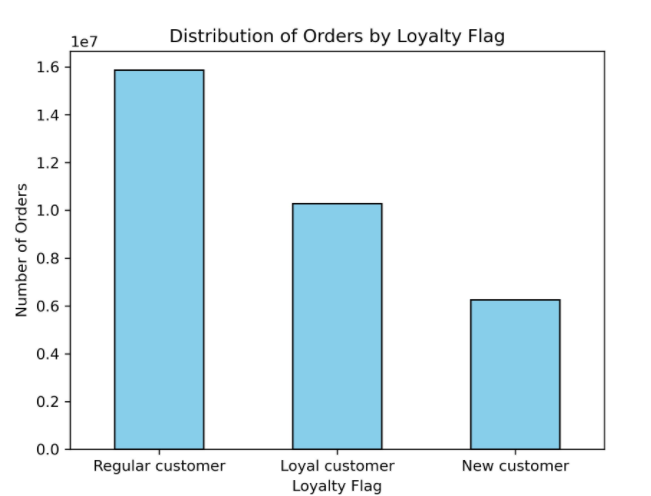 Distribution of Orders by Loyalty Flag
1e7
1.6
1.4
1.2
1.0
0.8
0.6
0.4
0.2
0.0
Number of Orders
Regular customer Loyal customer New customer
Loyalty Flag